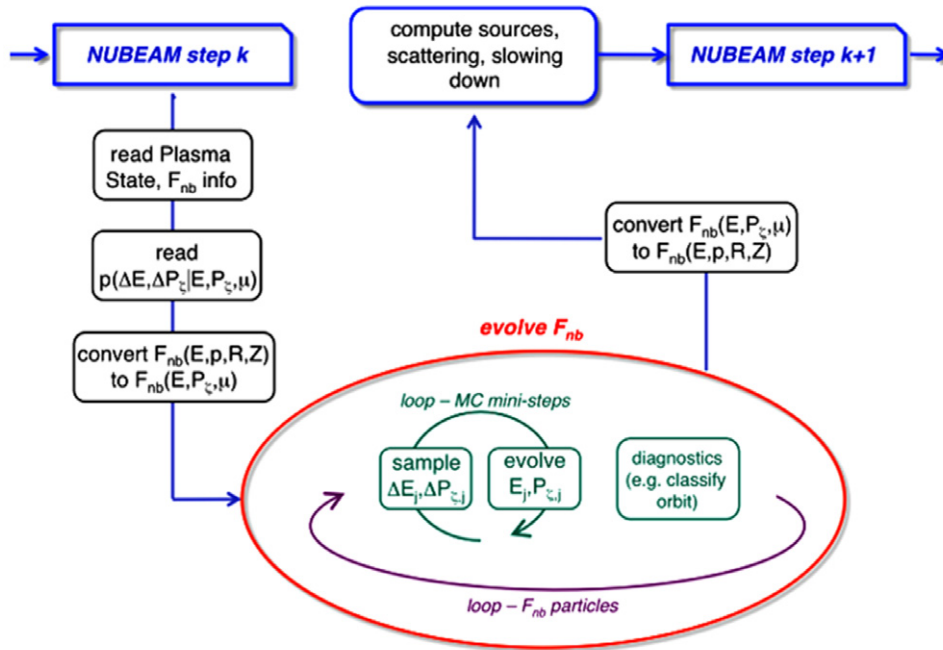 NUBEAM step k
compute sources,
scattering, slowing
down
NUBEAM step k+1
read Plasma
State, Fnb info
read
p(ΔE,ΔPζ|E,Pζ,μ)
convert Fnb(E,p,R,Z)
to Fnb(E,Pζ,μ)
convert Fnb(E,Pζ,μ)
to Fnb(E,p,R,Z)
evolve Fnb
loop – MC mini-steps
sample
ΔEj,ΔPζ,j
evolve
Ej,Pζ,j
diagnostics
(e.g. classify
orbit)
loop – Fnb particles